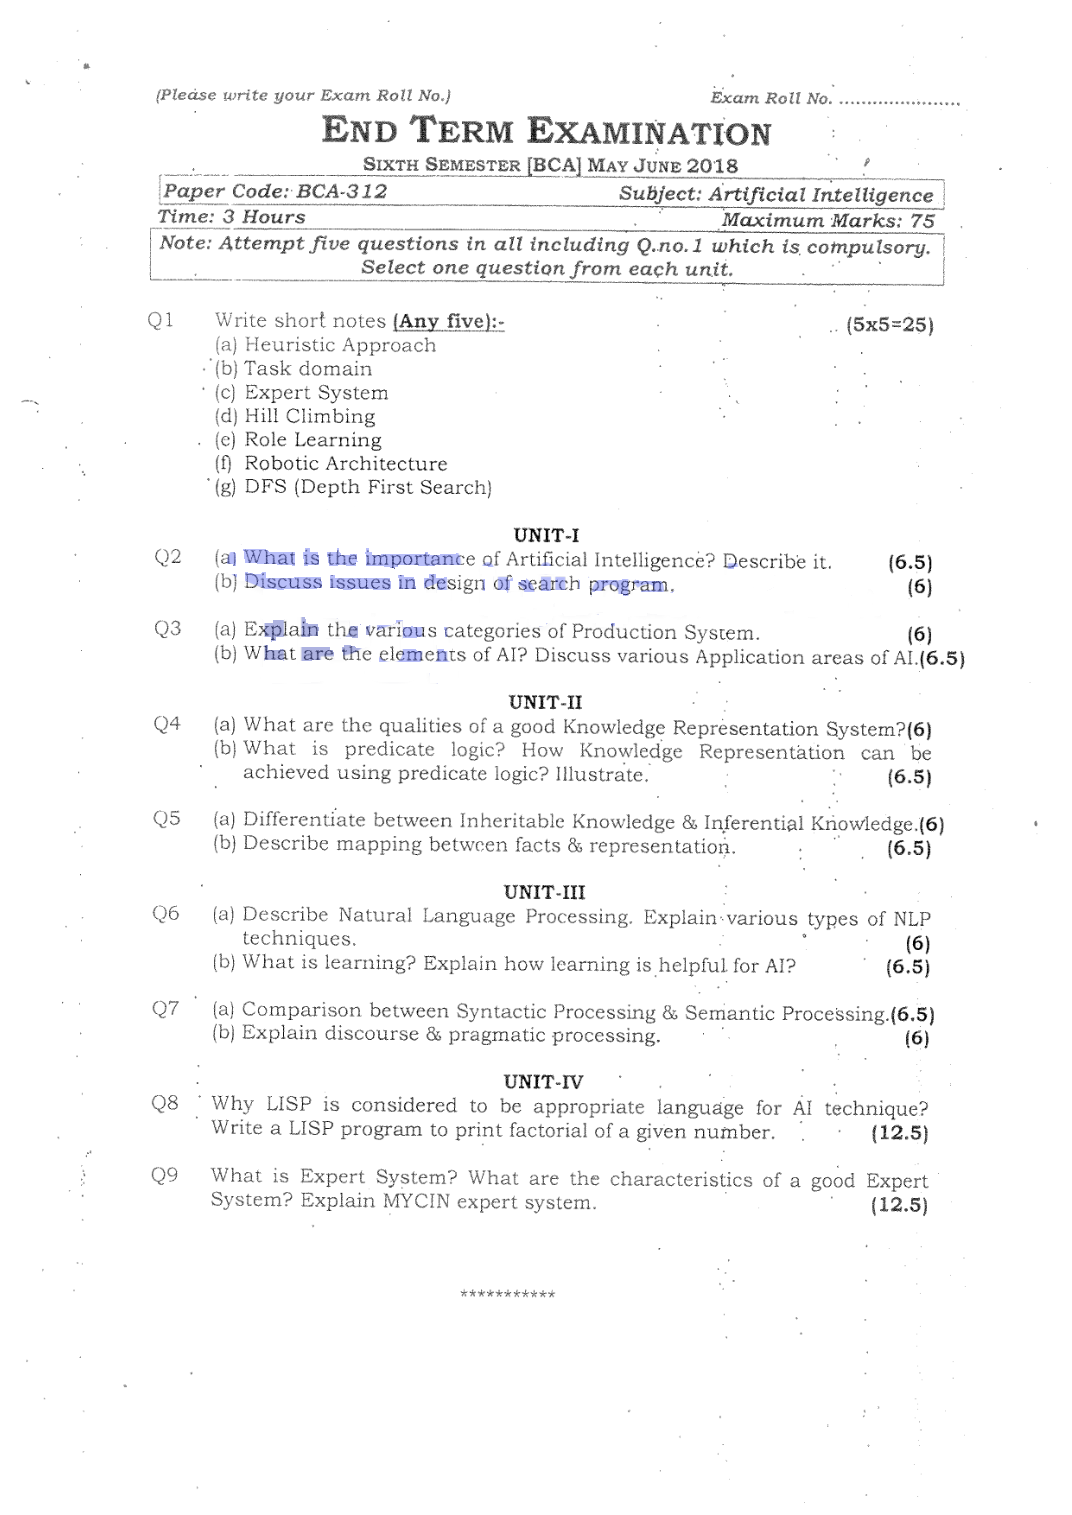 (Please write your Exam Roll No.) Exam Roll No. ......................
END TERM EXAMINATION
SIXTH SEMESTER [BCA] MAY JUNE 2018
Paper Code: BCA-312 Subject: Artificial Intelligence
Time: 3 Hours Maximum Marks: 75
Note: Attempt five questions in all including Q.no.1 which is compulsory.
Select one question from each unit.
Q1 Write short notes (Any five):- (5x5=25)
(a) Heuristic Approach
(b) Task domain
(c) Expert System
(d) Hill Climbing
(e) Role Learning
(f) Robotic Architecture
(g) DFS (Depth First Search)
UNIT-I
Q2 (a) What is the importance of Artificial Intelligence? Describe it. (6.5)
(b) Discuss issues in design of search program. (6)
Q3 (a) Explain the various categories of Production System. (6)
(b) What are the elements of AI? Discuss various Application areas of AI.(6.5)
UNIT-II
Q4 (a) What are the qualities of a good Knowledge Representation System?(6)
(b) What is predicate logic? How Knowledge Representation can be
achieved using predicate logic? Illustrate. (6.5)
Q5 (a) Differentiate between Inheritable Knowledge & Inferential Knowledge.(6)
(b) Describe mapping between facts & representation. (6.5)
UNIT-III
Q6 (a) Describe Natural Language Processing. Explain various types of NLP
techniques. (6)
(b) What is learning? Explain how learning is helpful for AI? (6.5)
Q7 (a) Comparison between Syntactic Processing & Semantic Processing.(6.5)
(b) Explain discourse & pragmatic processing. (6)
UNIT-IV
Q8 Why LISP is considered to be appropriate language for AI technique?
Write a LISP program to print factorial of a given number. (12.5)
Q9 What is Expert System? What are the characteristics of a good Expert
System? Explain MYCIN expert system. (12.5)
***********